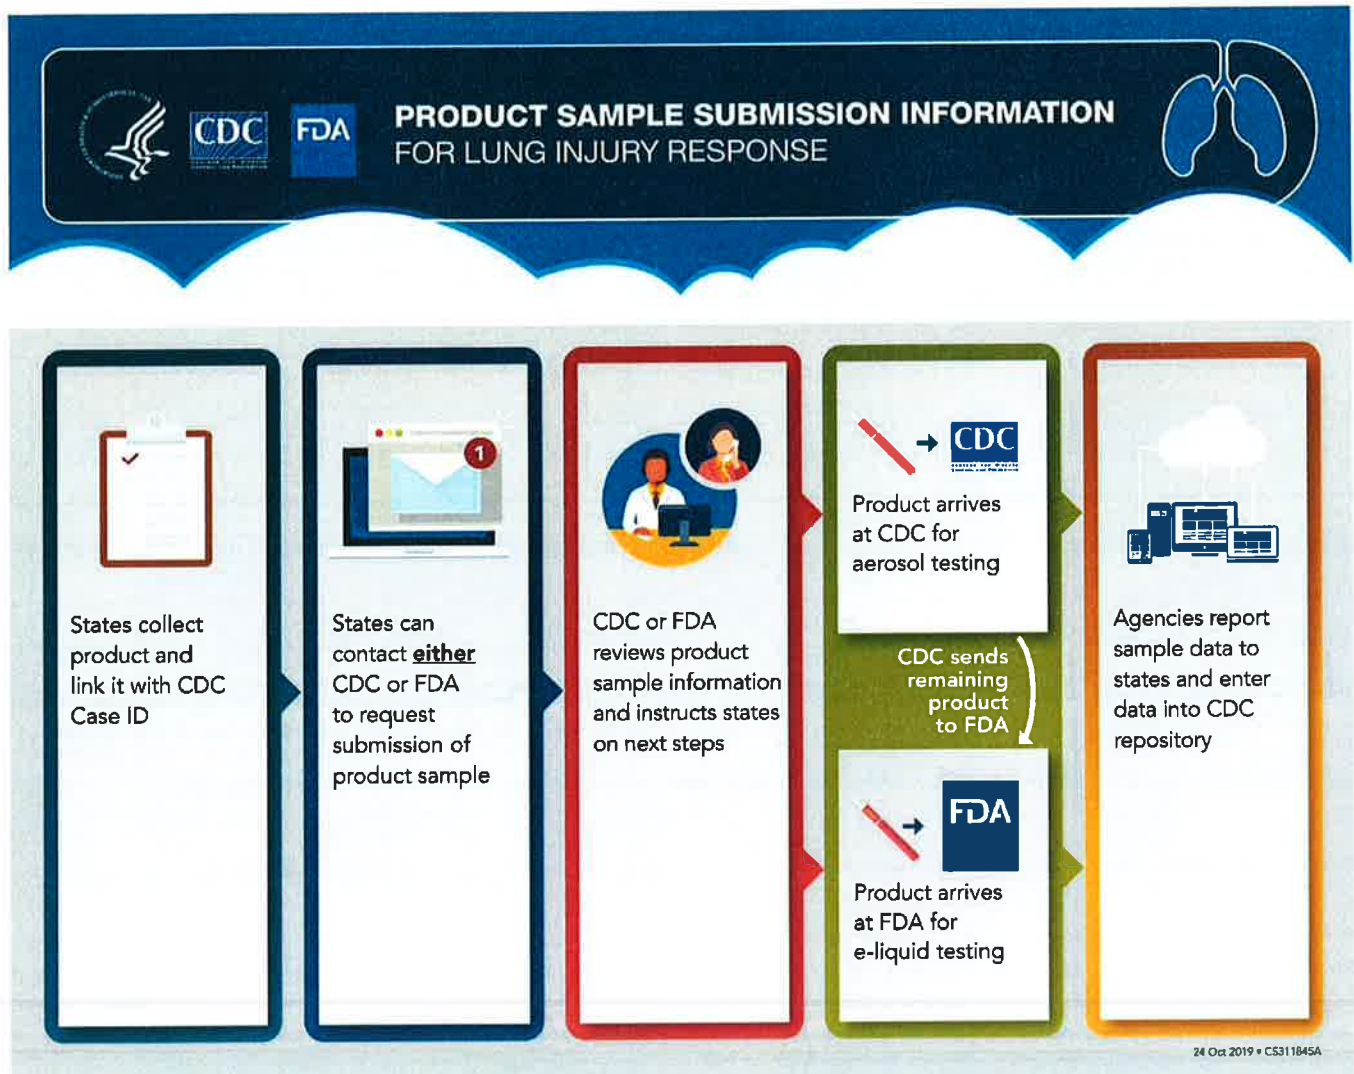 CDC
FDA
PRODUCT SAMPLE SUBMISSION INFORMATION
FOR LUNG INJURY RESPONSE
States collect
product and
link it with CDC
Case ID
1
States can
contact either
CDC or FDA
to request
submission of
product sample
CDC or FDA
reviews product
sample information
and instructs states
on next steps
CDC
Product arrives
at CDC for
aerosol testing
CDC sends
remaining
product
to FDA
FDA
Product arrives
at FDA for
e-liquid testing
Agencies report
sample data to
states and enter
data into CDC
repository
24 Oct 2019 • CS311845A